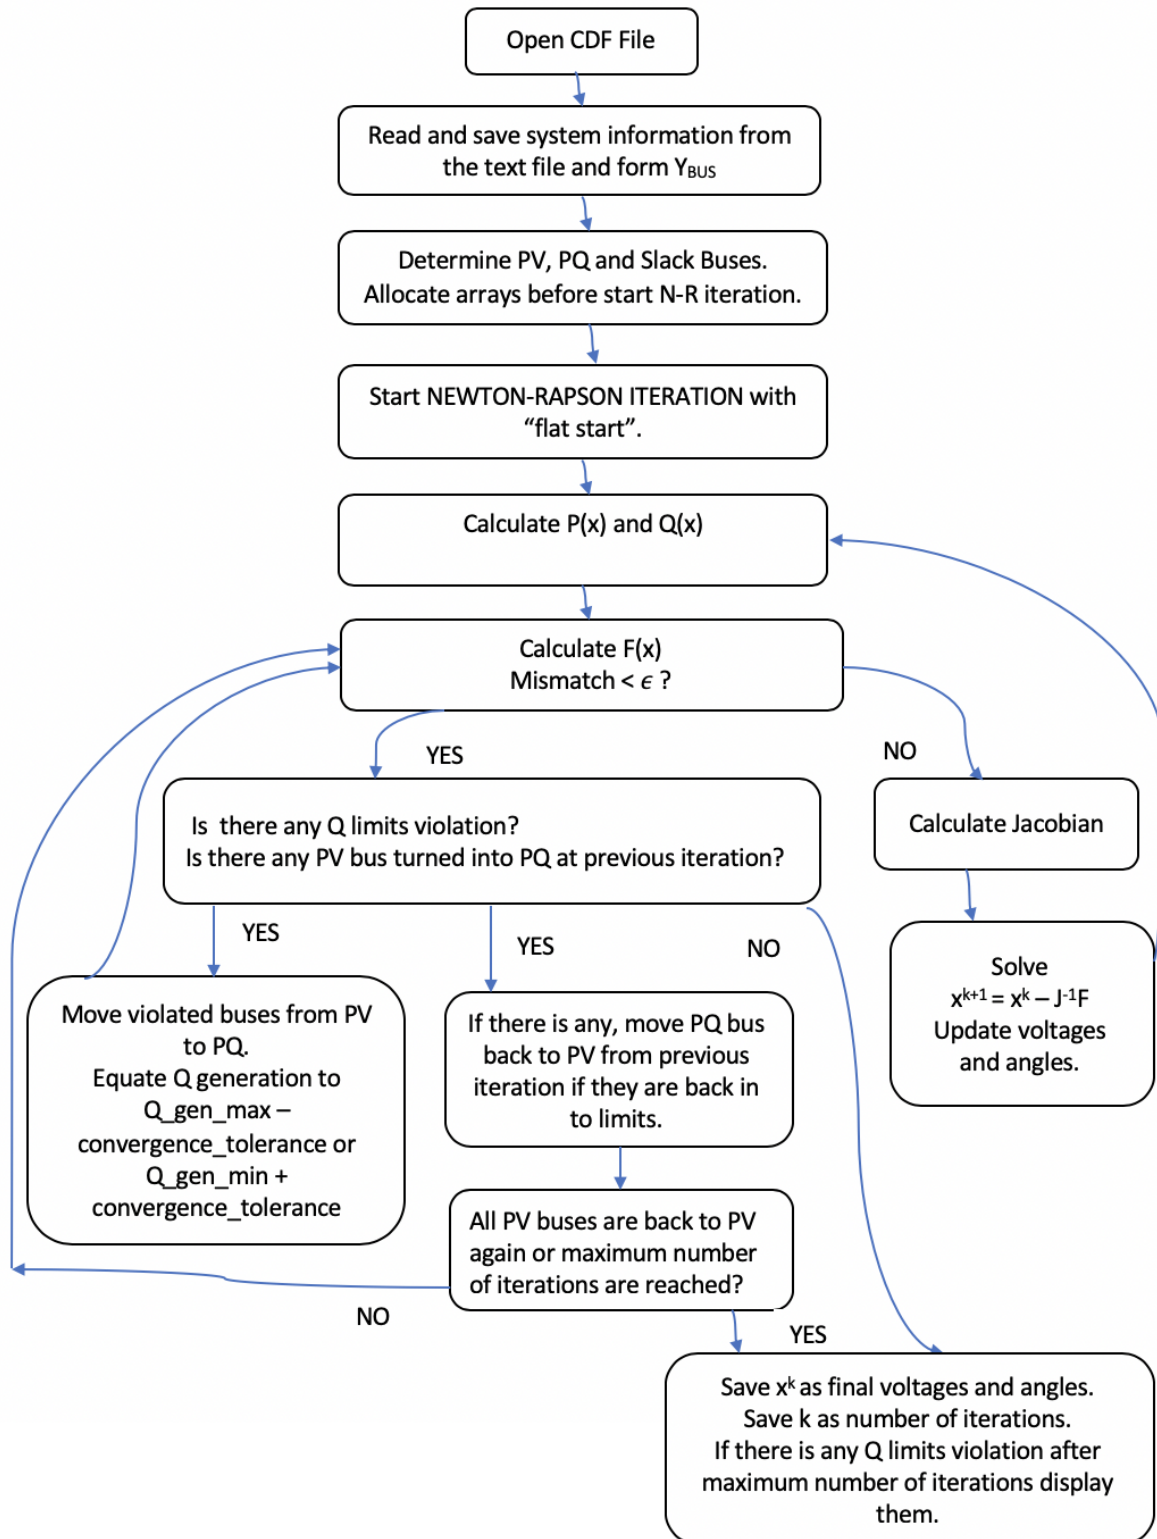 Open CDF File
Read and save system information from
the text file and form YBUS
Determine PV, PQ and Slack Buses.
Allocate arrays before start N-R iteration.
Start NEWTON-RAPSON ITERATION with
“flat start”.
Calculate P(x) and Q(x)
Calculate F(x)
Mismatch < ϵ ?
YES
NO
Is  there any Q limits violation?
Is there any PV bus turned into PQ at previous iteration?
Calculate Jacobian
YES
YES
NO
Solve
xᵏ⁺¹ = xᵏ – J⁻¹F
Update voltages
and angles.
Move violated buses from PV
to PQ.
Equate Q generation to
Q_gen_max –
convergence_tolerance or
Q_gen_min +
convergence_tolerance
If there is any, move PQ bus
back to PV from previous
iteration if they are back in
to limits.
All PV buses are back to PV
again or maximum number
of iterations are reached?
NO
YES
Save xᵏ as final voltages and angles.
Save k as number of iterations.
If there is any Q limits violation after
maximum number of iterations display
them.